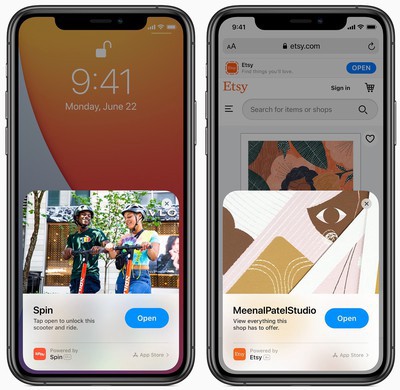 9:41
Monday, June 22
Spin
Tap open to unlock this
scooter and ride.
Open
Powered by
Spin
App Store
9:41
AA
etsy.com
Etsy
Etsy
Find things you'll love.
OPEN
Etsy
Sign in
Search for items or shops
MeenalPatelStudio
View everything this
shop has to offer.
Open
Powered by
Etsy
Etsy
App Store